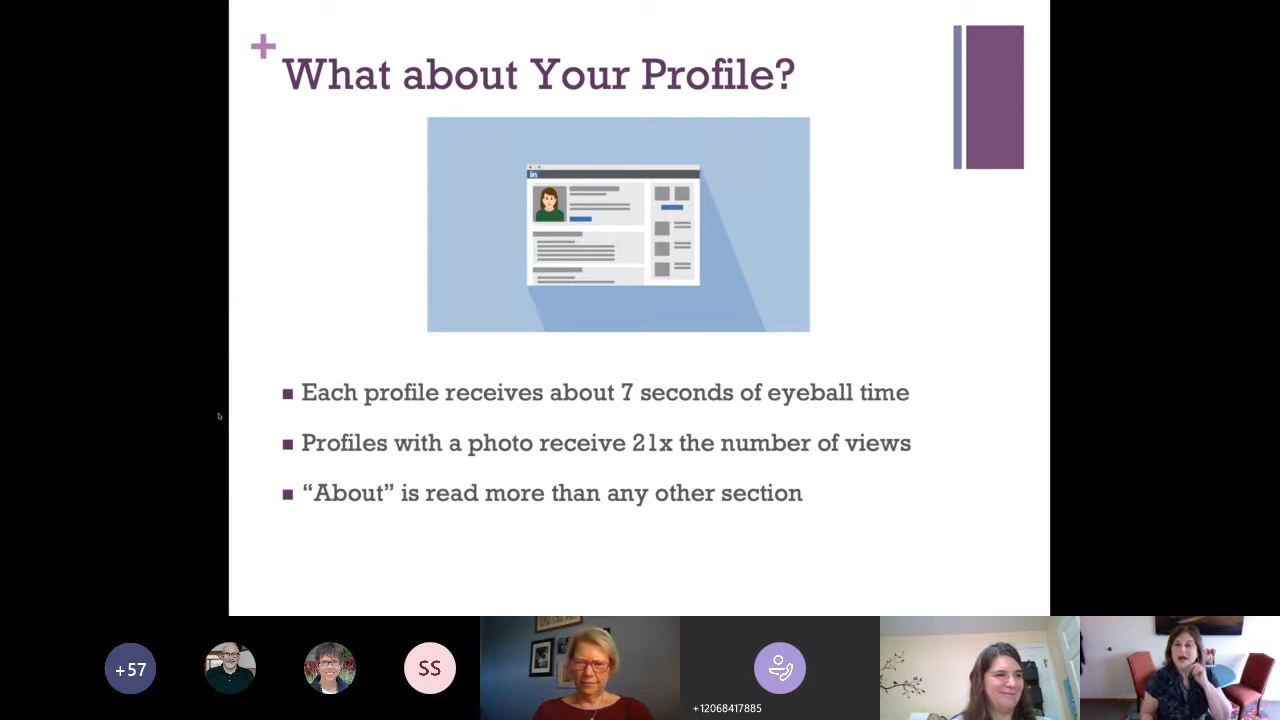 +
What about Your Profile?
in
■ Each profile receives about 7 seconds of eyeball time
■ Profiles with a photo receive 21x the number of views
■ “About” is read more than any other section
+57
SS
+12068417885